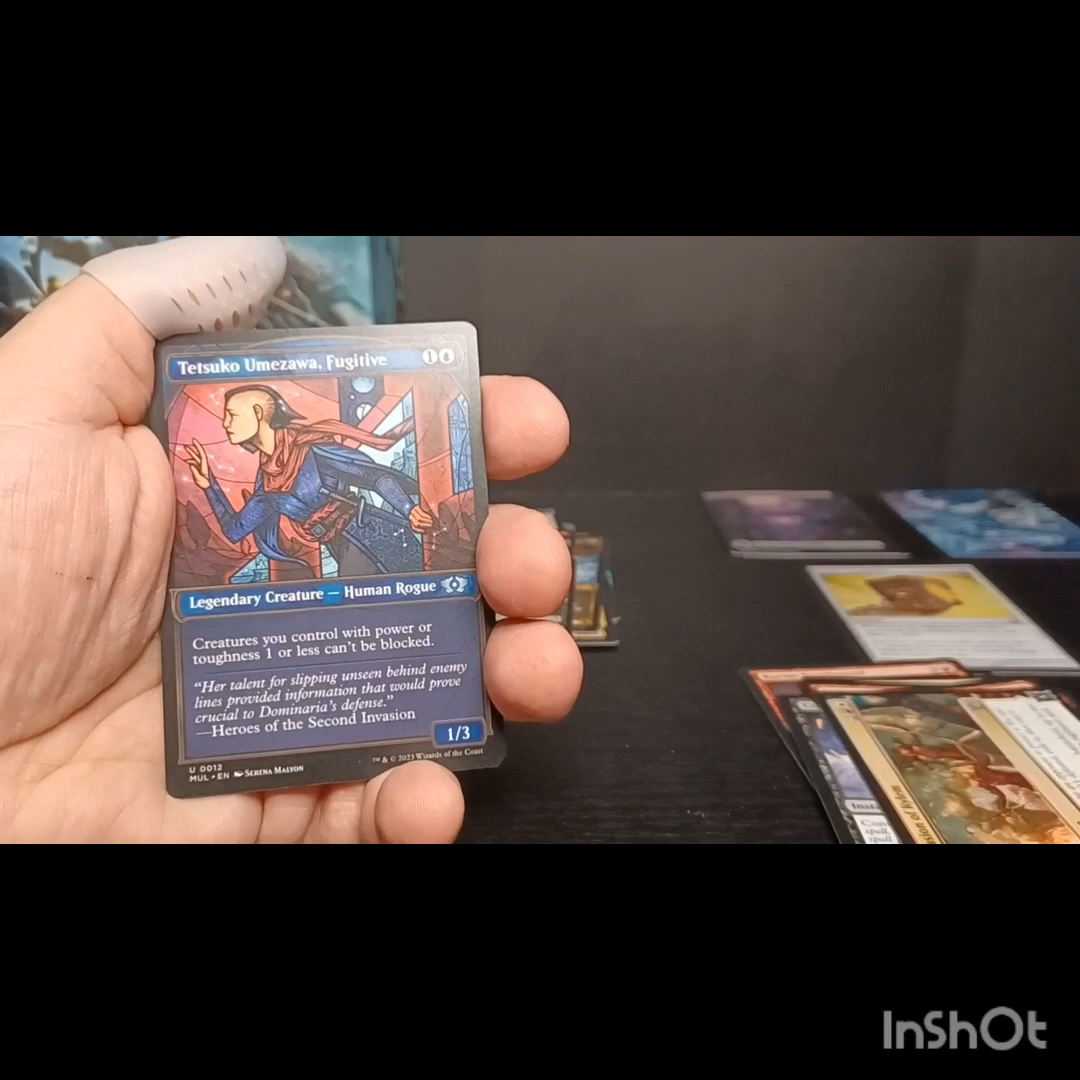 Tetsuko Umezawa, Fugitive 1
Legendary Creature — Human Rogue
Creatures you control with power or
toughness 1 or less can't be blocked.
"Her talent for slipping unseen behind enemy
lines provided information that would prove
crucial to Dominaria's defense."
—Heroes of the Second Invasion
1/3
U 0012
MUL • EN Serena Malyon
™ & © 2023 Wizards of the Coast
InShOt